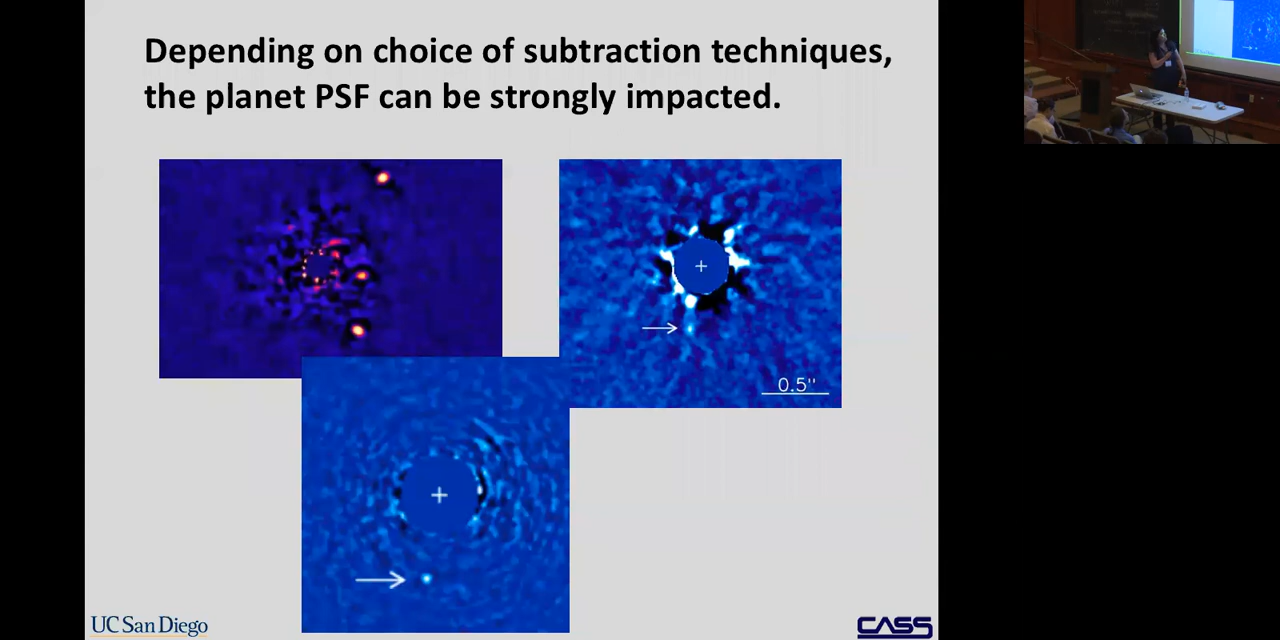 Depending on choice of subtraction techniques,
the planet PSF can be strongly impacted.
0.5"
UC San Diego
CASS